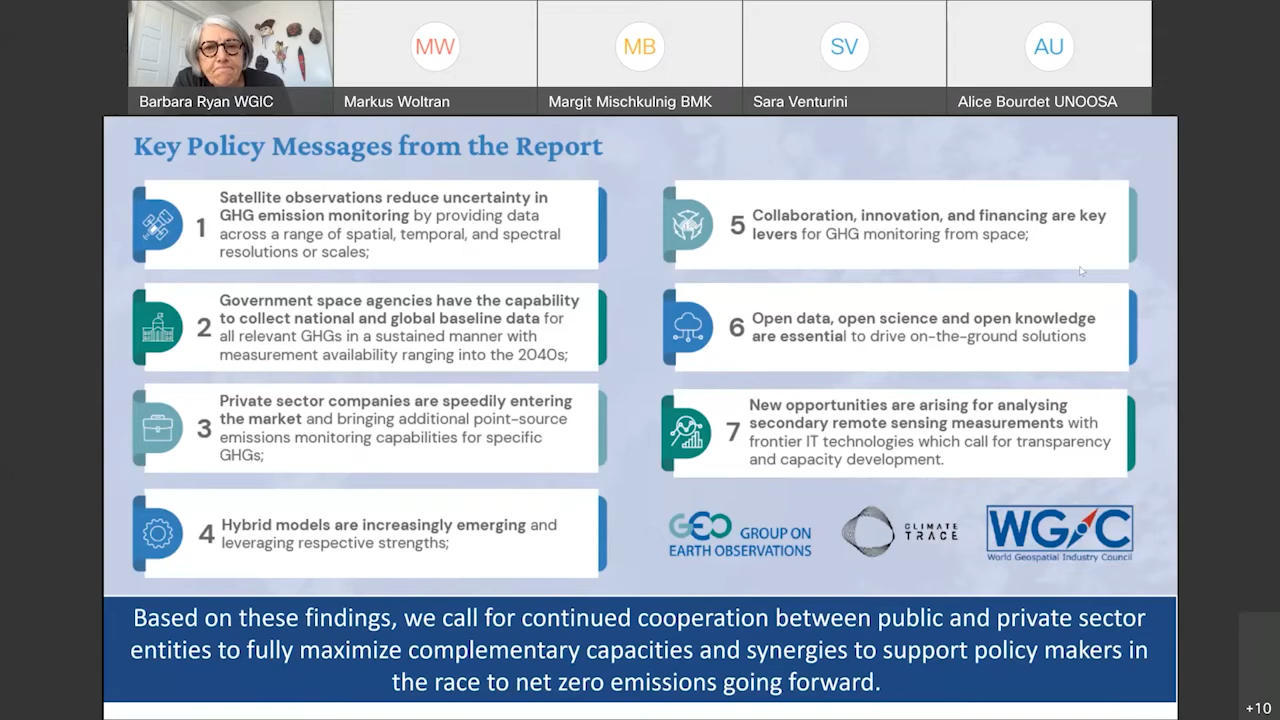 MW
MB
SV
AU
Barbara Ryan WGIC
Markus Woltran
Margit Mischkulnig BMK
Sara Venturini
Alice Bourdet UNOOSA
Key Policy Messages from the Report
1
Satellite observations reduce uncertainty in
GHG emission monitoring by providing data
across a range of spatial, temporal, and spectral
resolutions or scales;
2
Government space agencies have the capability
to collect national and global baseline data for
all relevant GHGs in a sustained manner with
measurement availability ranging into the 2040s;
3
Private sector companies are speedily entering
the market and bringing additional point-source
emissions monitoring capabilities for specific
GHGs;
4
Hybrid models are increasingly emerging and
leveraging respective strengths;
5
Collaboration, innovation, and financing are key
levers for GHG monitoring from space;
6
Open data, open science and open knowledge
are essential to drive on-the-ground solutions
7
New opportunities are arising for analysing
secondary remote sensing measurements with
frontier IT technologies which call for transparency
and capacity development.
GEO GROUP ON
EARTH OBSERVATIONS
CLIMATE
TRACE
WGIC
World Geospatial Industry Council
Based on these findings, we call for continued cooperation between public and private sector
entities to fully maximize complementary capacities and synergies to support policy makers in
the race to net zero emissions going forward.
+10